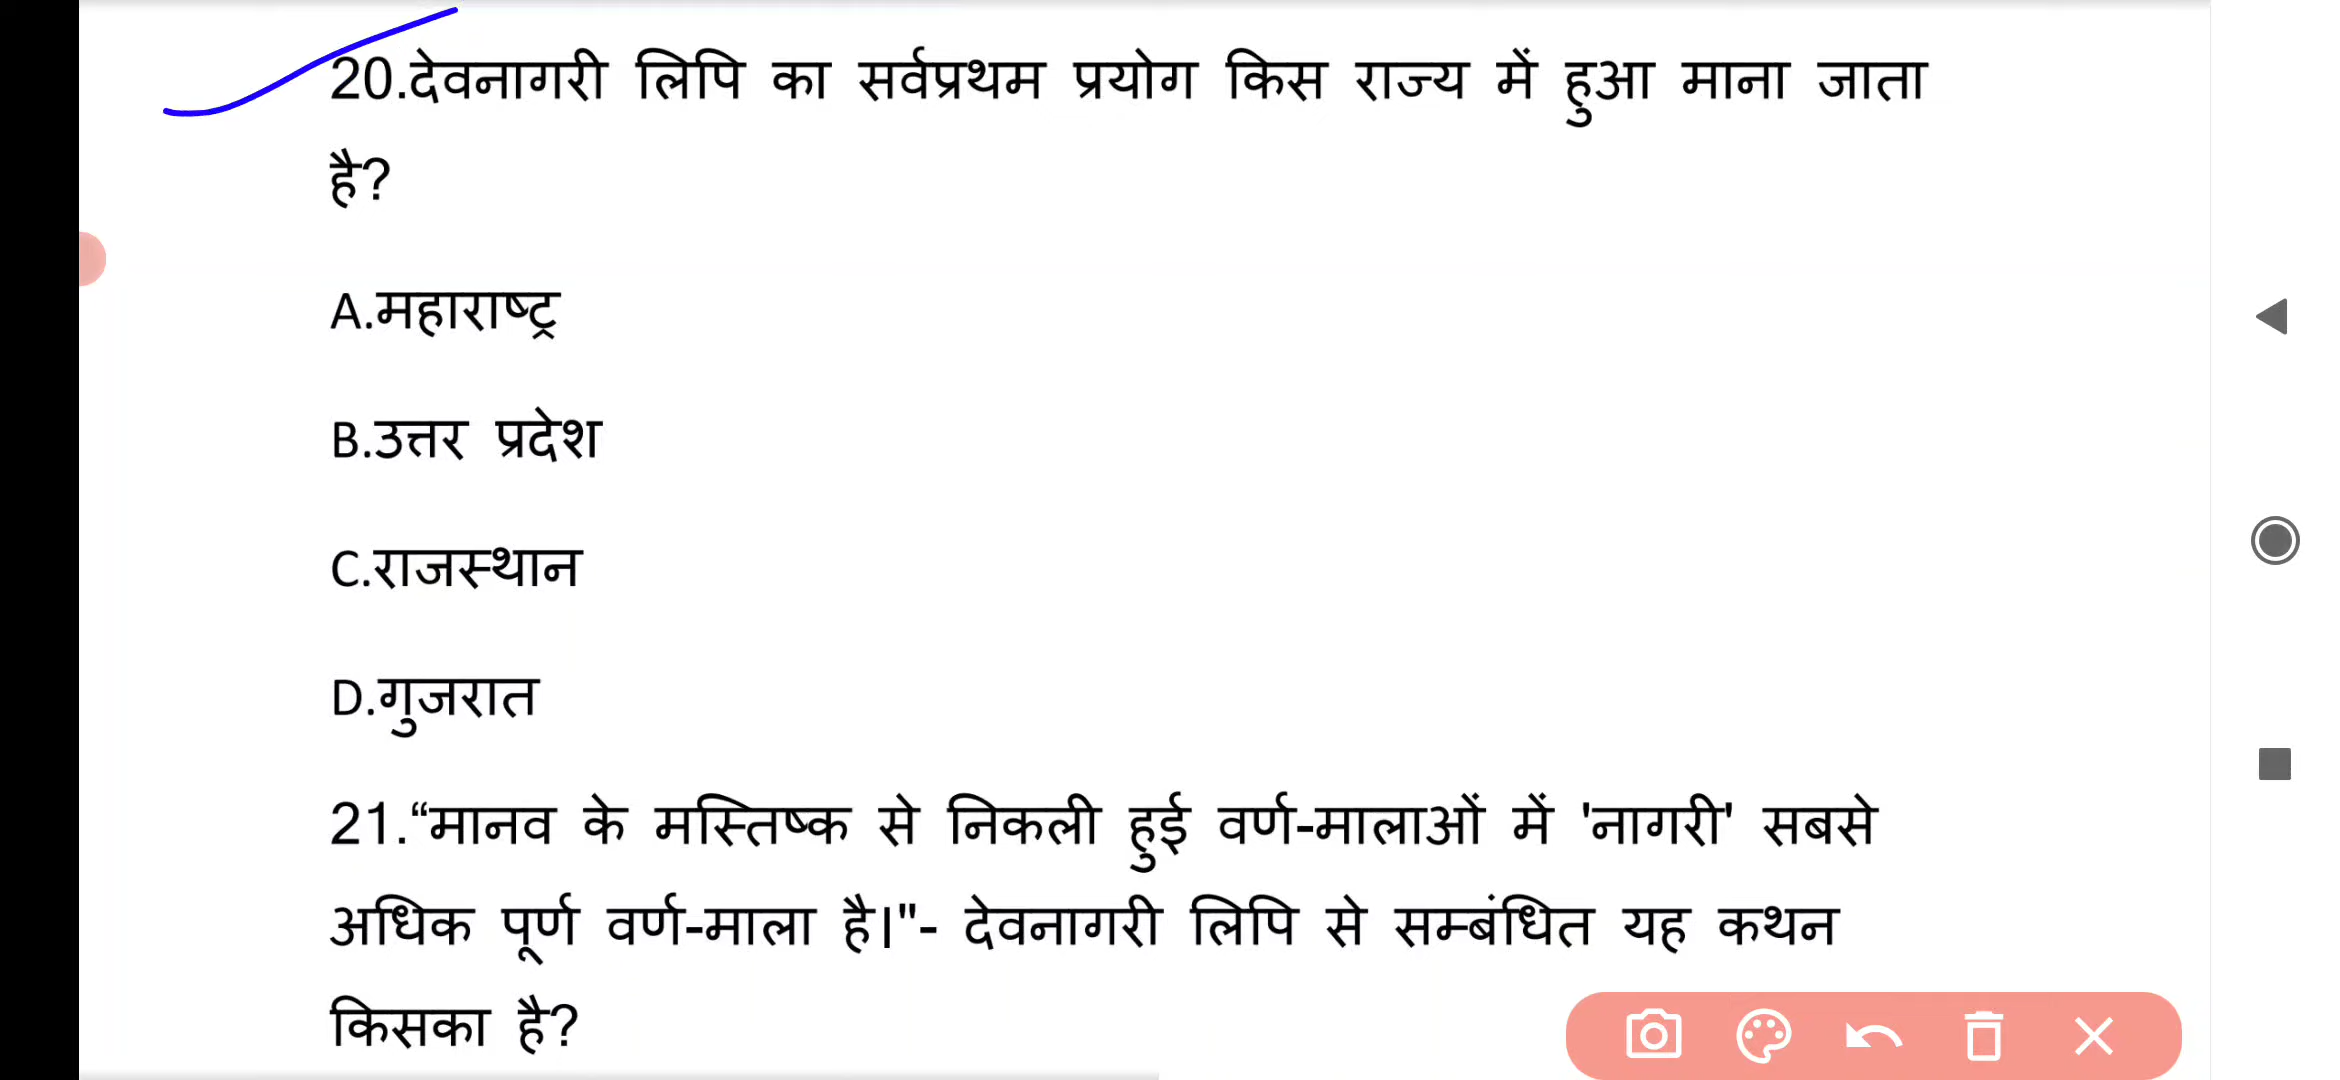 20.देवनागरी लिपि का सर्वप्रथम प्रयोग किस राज्य में हुआ माना जाता
है?
A.महाराष्ट्र
B.उत्तर प्रदेश
C.राजस्थान
D.गुजरात
21.“मानव के मस्तिष्क से निकली हुई वर्ण-मालाओं में 'नागरी' सबसे
अधिक पूर्ण वर्ण-माला है।"- देवनागरी लिपि से सम्बंधित यह कथन
किसका है?